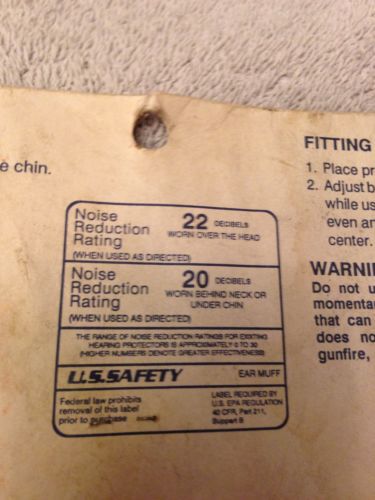 e chin.
Noise
Reduction
Rating
22 DECIBELS
WORN OVER THE HEAD
(WHEN USED AS DIRECTED)
Noise
Reduction
Rating
20 DECIBELS
WORN BEHIND NECK OR
UNDER CHIN
(WHEN USED AS DIRECTED)
THE RANGE OF NOISE REDUCTION RATINGS FOR EXISTING
HEARING PROTECTORS IS APPROXIMATELY 0 TO 30
(HIGHER NUMBERS DENOTE GREATER EFFECTIVENESS)
U.S. SAFETY
EAR MUFF
Federal law prohibits
removal of this label
prior to purchase
LABEL REQUIRED BY
U.S. EPA REGULATION
40 CFR, Part 211,
Subpart B
FITTING
1. Place pr
2. Adjust b
while us
even an
center.
WARNIN
Do not u
momenta
that can
does no
gunfire,